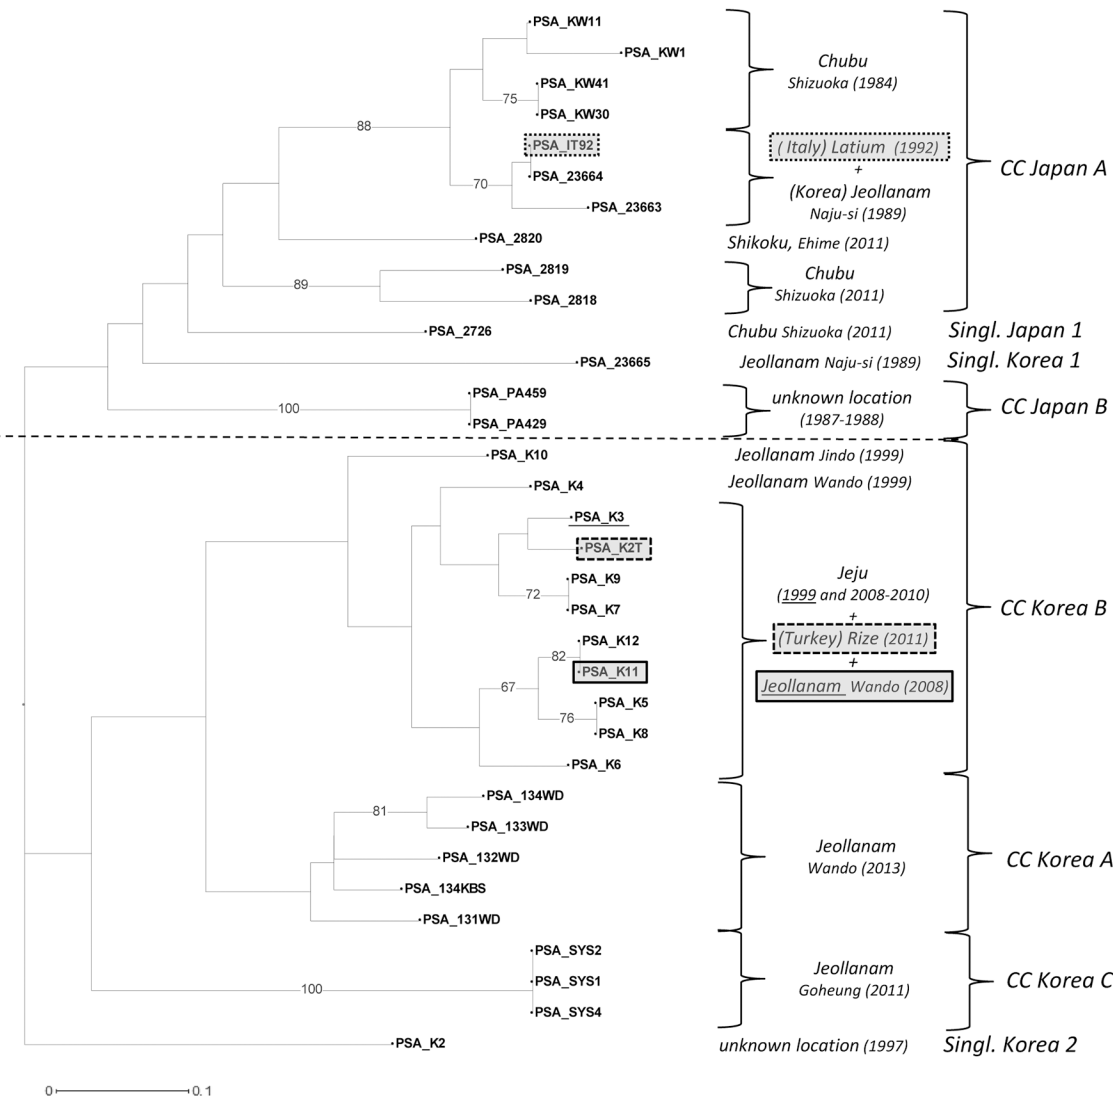 PSA_KW11
PSA_KW1
PSA_KW41
75
PSA_KW30
Chubu
Shizuoka (1984)
88
PSA_IT92
PSA_23664
70
PSA_23663
( Italy) Latium (1992)
+
(Korea) Jeollanam
Naju-si (1989)
CC Japan A
PSA_2820
Shikoku, Ehime (2011)
PSA_2819
89
PSA_2818
Chubu
Shizuoka (2011)
PSA_2726
Chubu Shizuoka (2011)
Singl. Japan 1
PSA_23665
Jeollanam Naju-si (1989)
Singl. Korea 1
PSA_PA459
100
PSA_PA429
unknown location
(1987-1988)
CC Japan B
PSA_K10
Jeollanam Jindo (1999)
PSA_K4
Jeollanam Wando (1999)
PSA_K3
PSA_K2T
PSA_K9
72
PSA_K7
PSA_K12
82
PSA_K11
67
PSA_K5
76
PSA_K8
PSA_K6
Jeju
(1999 and 2008-2010)
+
(Turkey) Rize (2011)
+
Jeollanam Wando (2008)
CC Korea B
PSA_134WD
81
PSA_133WD
PSA_132WD
PSA_134KBS
PSA_131WD
Jeollanam
Wando (2013)
CC Korea A
PSA_SYS2
PSA_SYS1
100
PSA_SYS4
Jeollanam
Goheung (2011)
CC Korea C
PSA_K2
unknown location (1997)
Singl. Korea 2
0
0.1